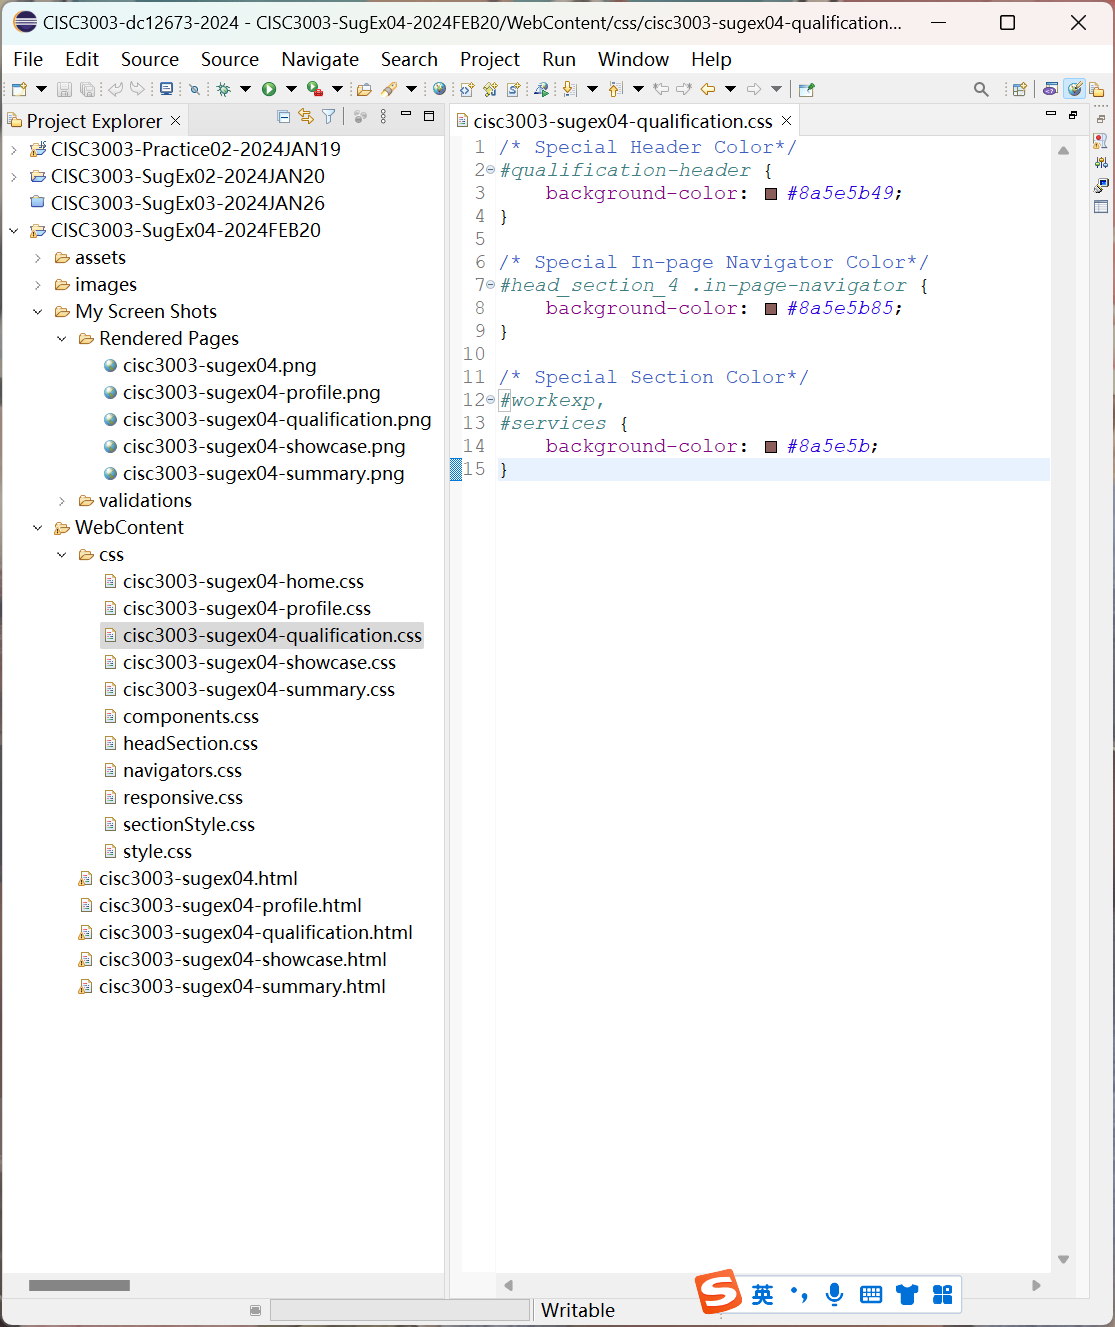 CISC3003-dc12673-2024 - CISC3003-SugEx04-2024FEB20/WebContent/css/cisc3003-sugex04-qualification...
File Edit Source Source Navigate Search Project Run Window Help
Project Explorer
CISC3003-Practice02-2024JAN19
CISC3003-SugEx02-2024JAN20
CISC3003-SugEx03-2024JAN26
CISC3003-SugEx04-2024FEB20
assets
images
My Screen Shots
Rendered Pages
cisc3003-sugex04.png
cisc3003-sugex04-profile.png
cisc3003-sugex04-qualification.png
cisc3003-sugex04-showcase.png
cisc3003-sugex04-summary.png
validations
WebContent
css
cisc3003-sugex04-home.css
cisc3003-sugex04-profile.css
cisc3003-sugex04-qualification.css
cisc3003-sugex04-showcase.css
cisc3003-sugex04-summary.css
components.css
headSection.css
navigators.css
responsive.css
sectionStyle.css
style.css
cisc3003-sugex04.html
cisc3003-sugex04-profile.html
cisc3003-sugex04-qualification.html
cisc3003-sugex04-showcase.html
cisc3003-sugex04-summary.html
cisc3003-sugex04-qualification.css
1 /* Special Header Color*/
2 #qualification-header {
3 background-color: #8a5e5b49;
4 }
5
6 /* Special In-page Navigator Color*/
7 #head_section_4 .in-page-navigator {
8 background-color: #8a5e5b85;
9 }
10
11 /* Special Section Color*/
12 #workexp,
13 #services {
14 background-color: #8a5e5b;
15 }
Writable
S 英